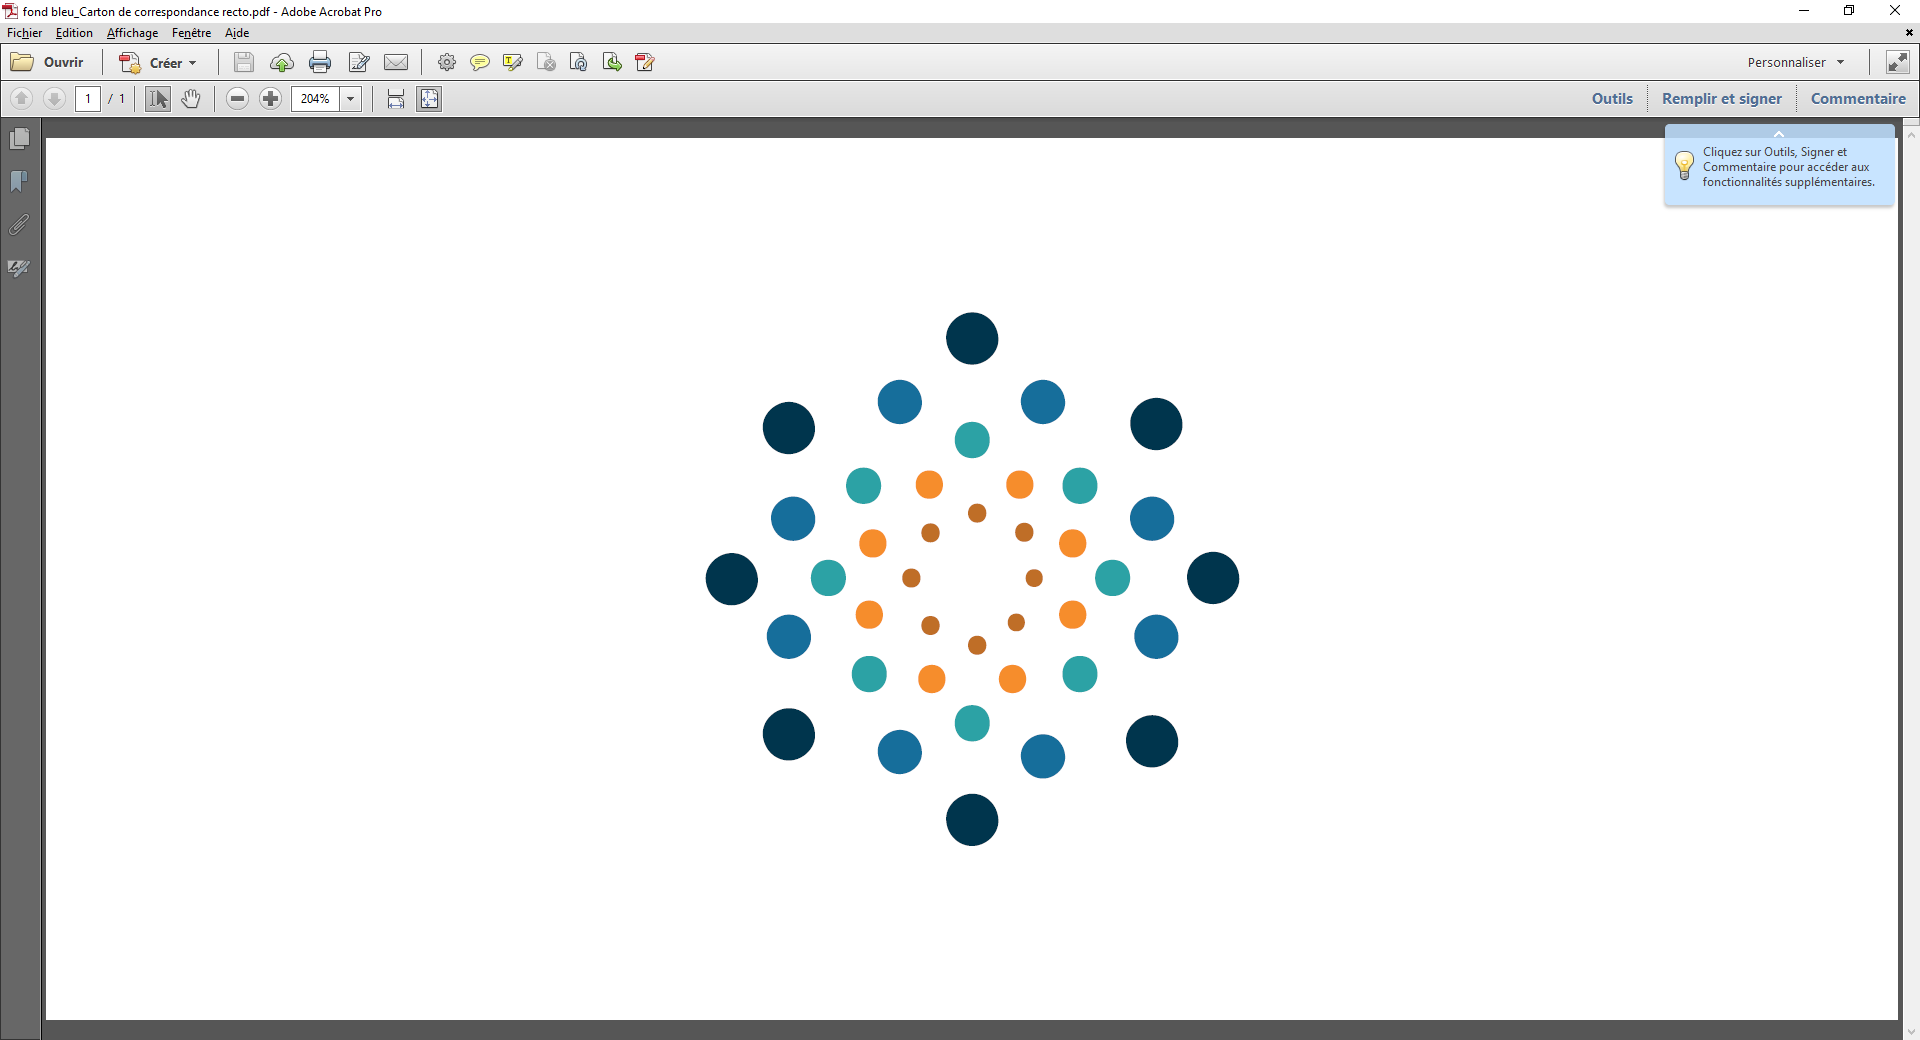 fond bleu_Carton de correspondance recto.pdf - Adobe Acrobat Pro
Fichier Edition Affichage Fenêtre Aide
Ouvrir Créer Personnaliser
1 / 1 204% Outils Remplir et signer Commentaire
Cliquez sur Outils, Signer et
Commentaire pour accéder aux
fonctionnalités supplémentaires.